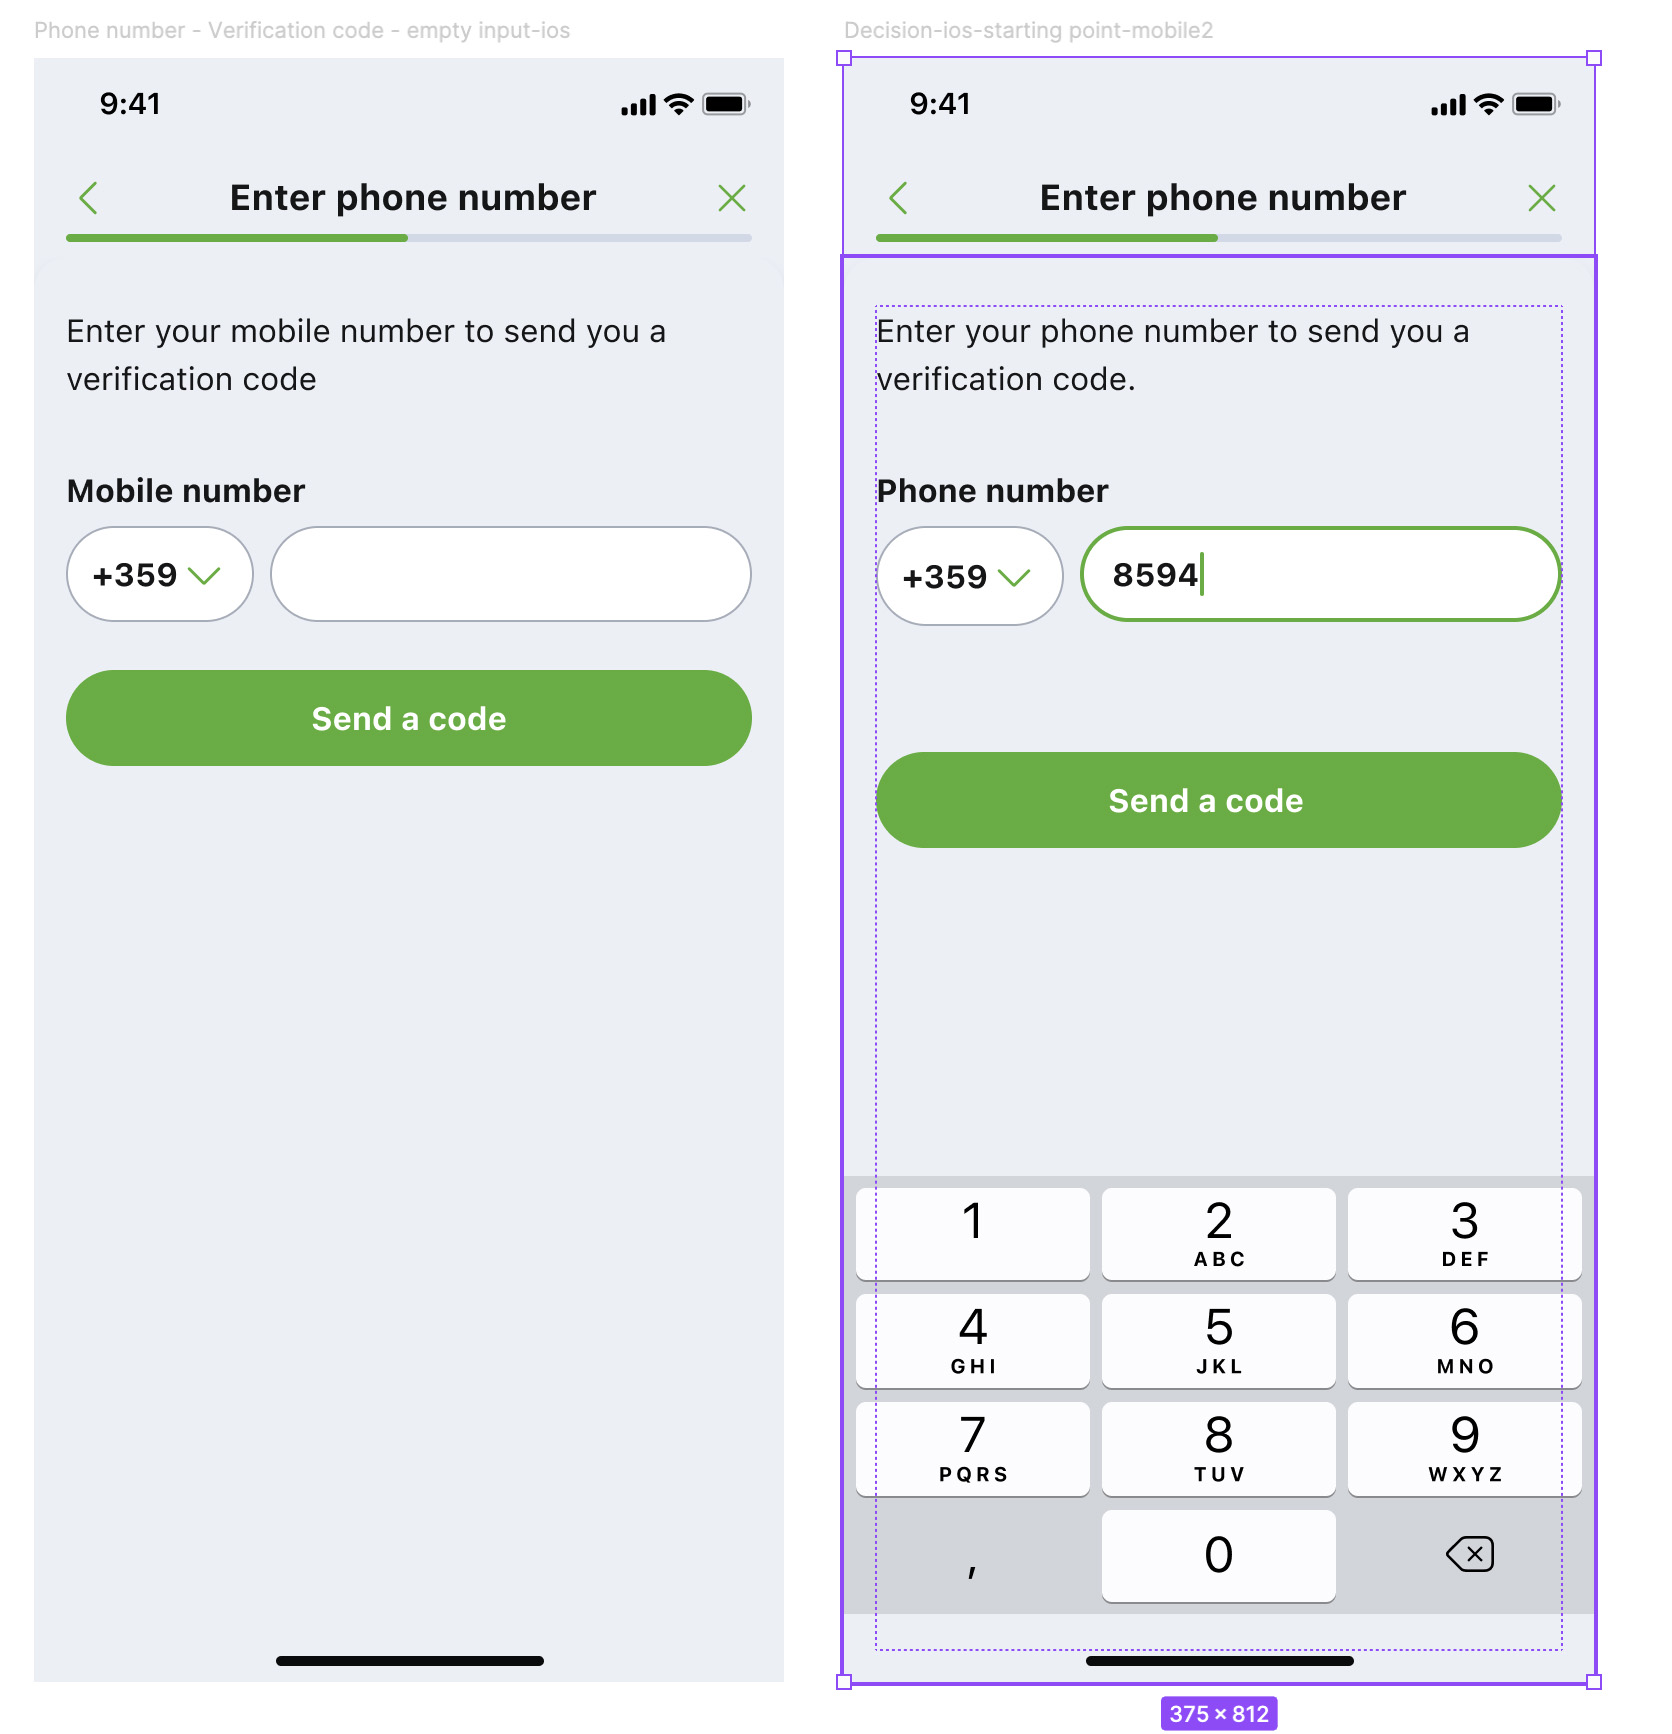 Phone number - Verification code - empty input-ios
9:41
Enter phone number
Enter your mobile number to send you a
verification code
Mobile number
+359
Send a code
Decision-ios-starting point-mobile2
9:41
Enter phone number
Enter your phone number to send you a
verification code.
Phone number
+359 8594
Send a code
1 2 3
ABC DEF
4 5 6
GHI JKL MNO
7 8 9
PQRS TUV WXYZ
, 0
375 × 812